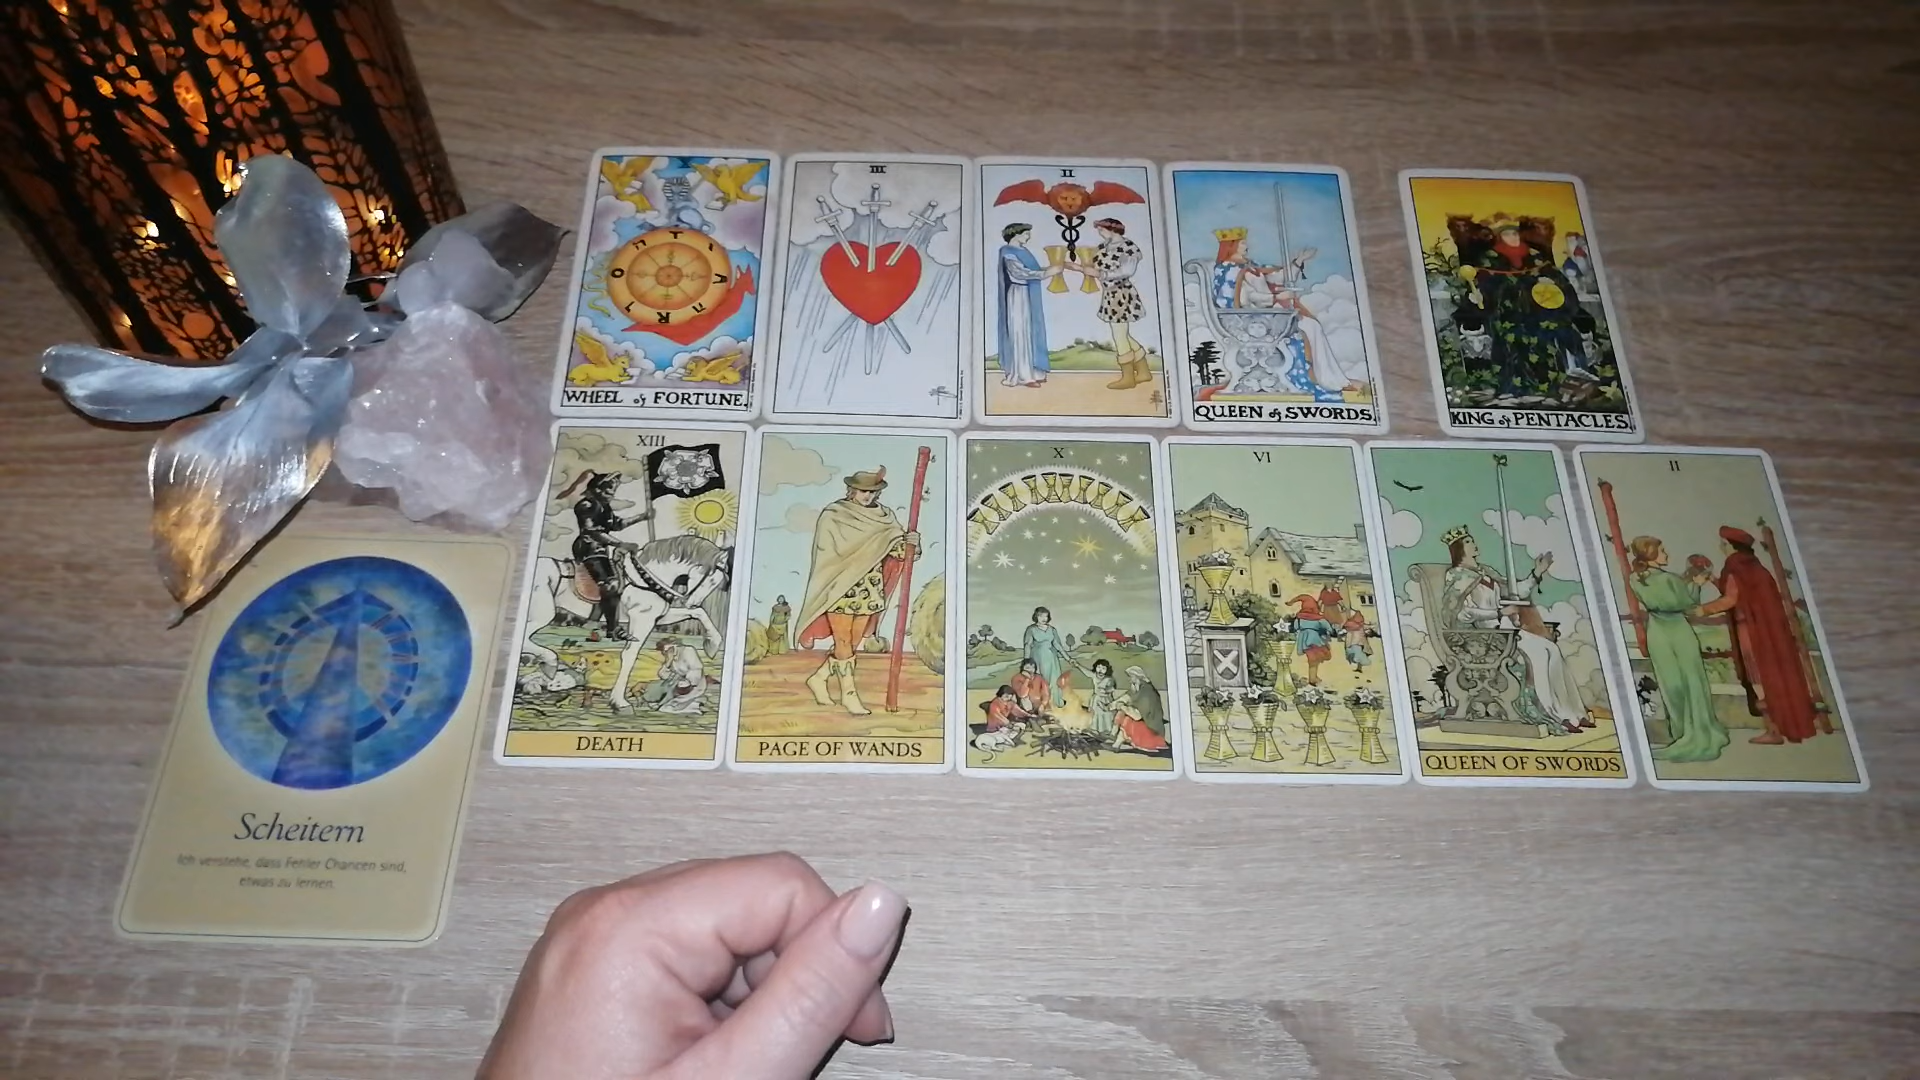 X
WHEEL of FORTUNE.
III
II
QUEEN of SWORDS.
KING of PENTACLES.
XIII
DEATH
PAGE OF WANDS
X
VI
QUEEN OF SWORDS
II
Scheitern
Ich verstehe, dass Fehler Chancen sind,
etwas zu lernen.